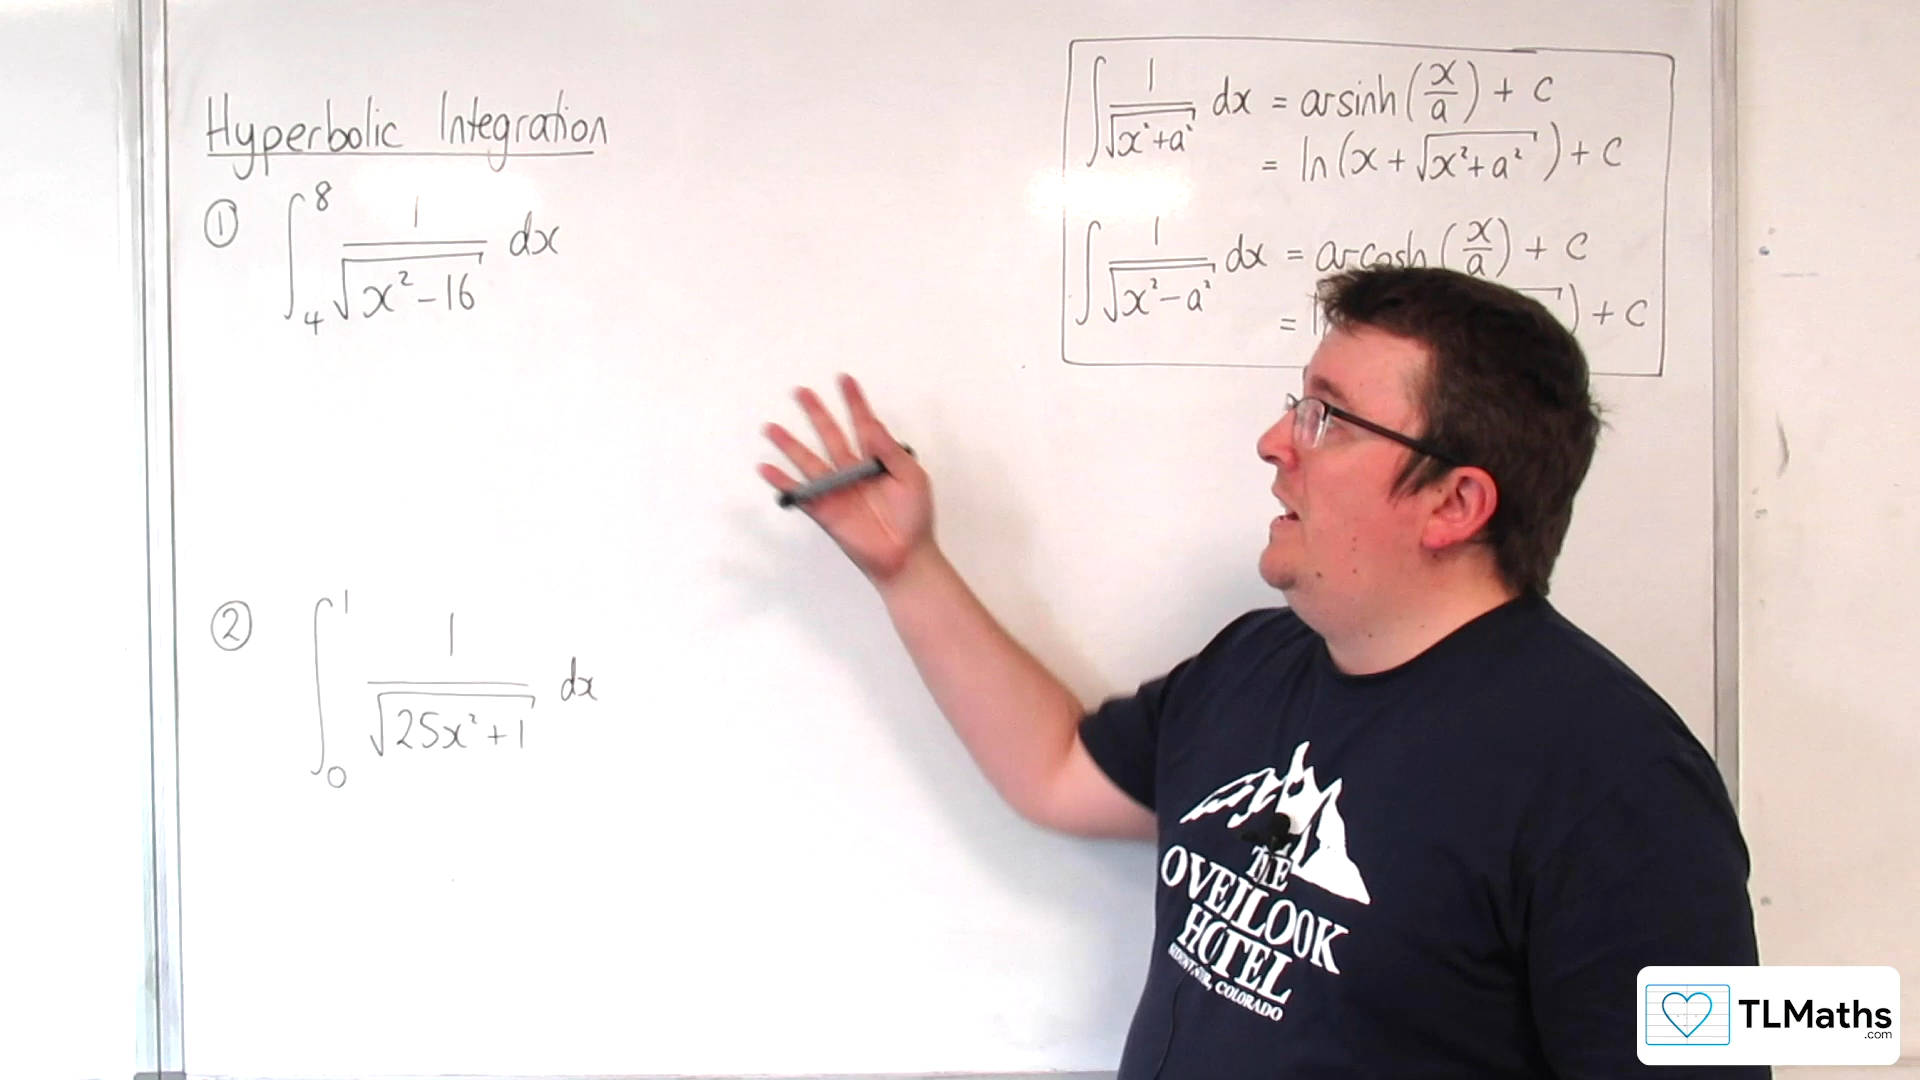 Hyperbolic Integration
① ∫₄⁸ 1/√(x²-16) dx
② ∫₀¹ 1/√(25x²+1) dx
∫ 1/√(x²+a²) dx = arsinh(x/a) + c
= ln(x + √(x²+a²)) + c
∫ 1/√(x²-a²) dx = arcosh(x/a) + c
= ) + c
THE
OVERLOOK
HOTEL
COLORADO
TLMaths
.com